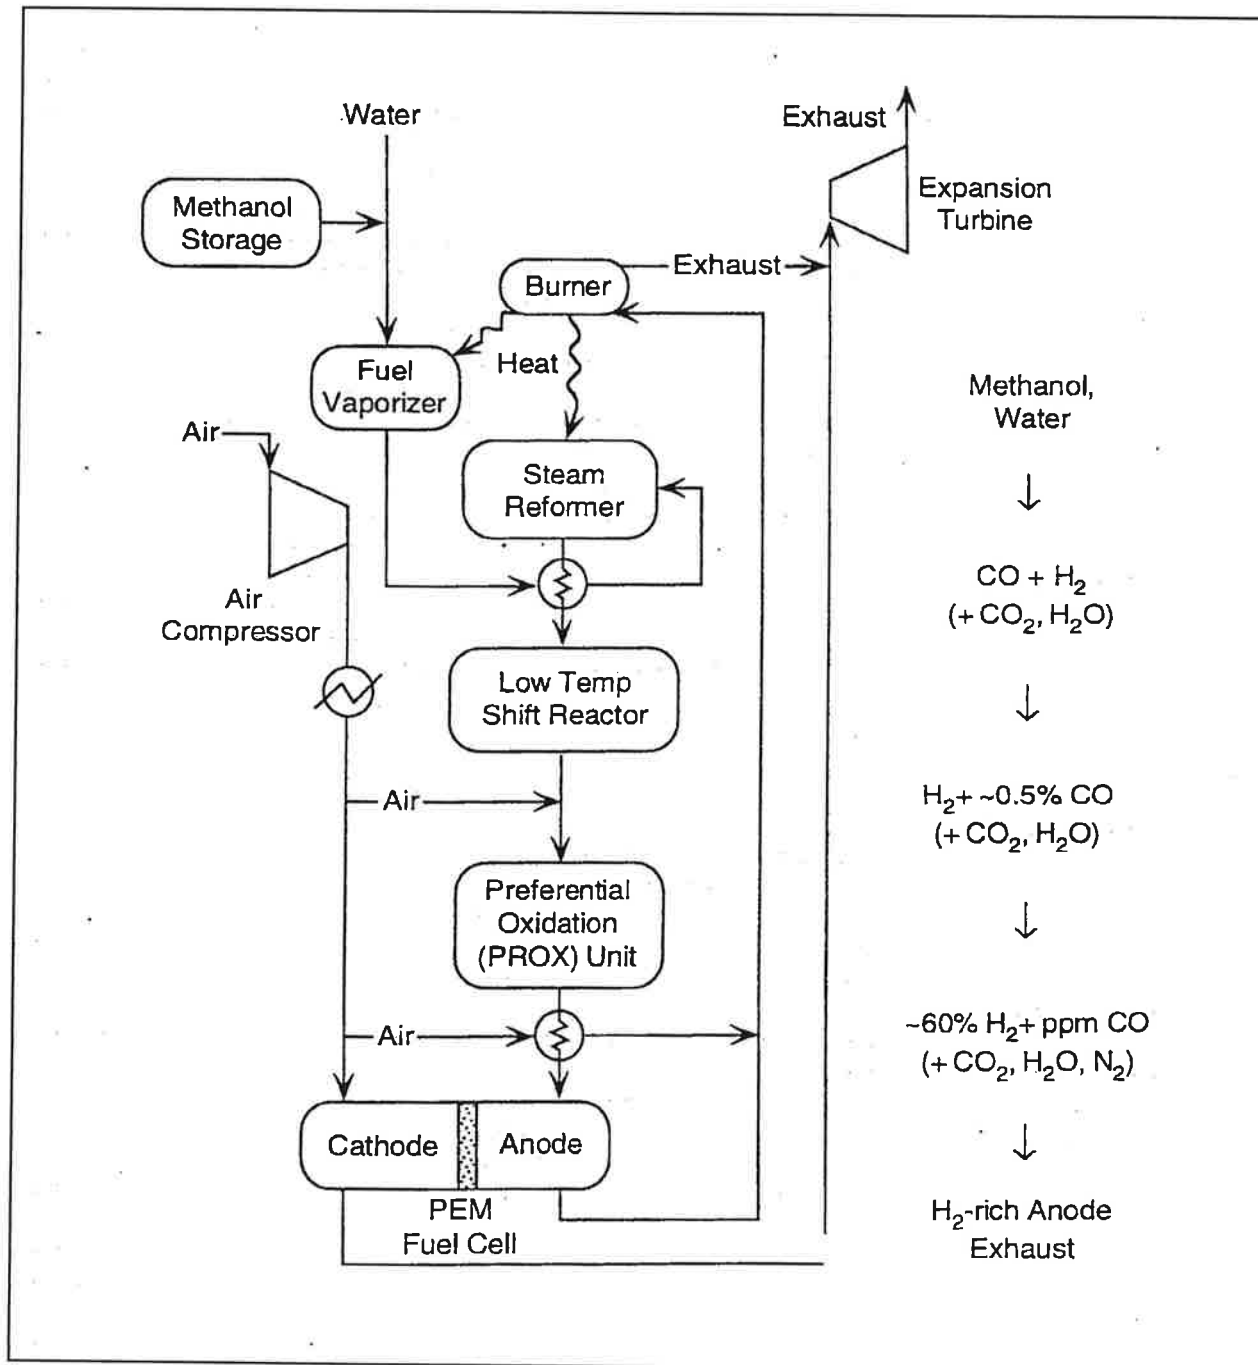 Water
Exhaust
Methanol
Storage
Expansion
Turbine
Burner
Exhaust
Heat
Fuel
Vaporizer
Air
Steam
Reformer
Air
Compressor
Low Temp
Shift Reactor
Air
Preferential
Oxidation
(PROX) Unit
Air
Cathode
Anode
PEM
Fuel Cell
Methanol,
Water
↓
CO + H₂
(+ CO₂, H₂O)
↓
H₂+ ~0.5% CO
(+ CO₂, H₂O)
↓
~60% H₂+ ppm CO
(+ CO₂, H₂O, N₂)
↓
H₂-rich Anode
Exhaust